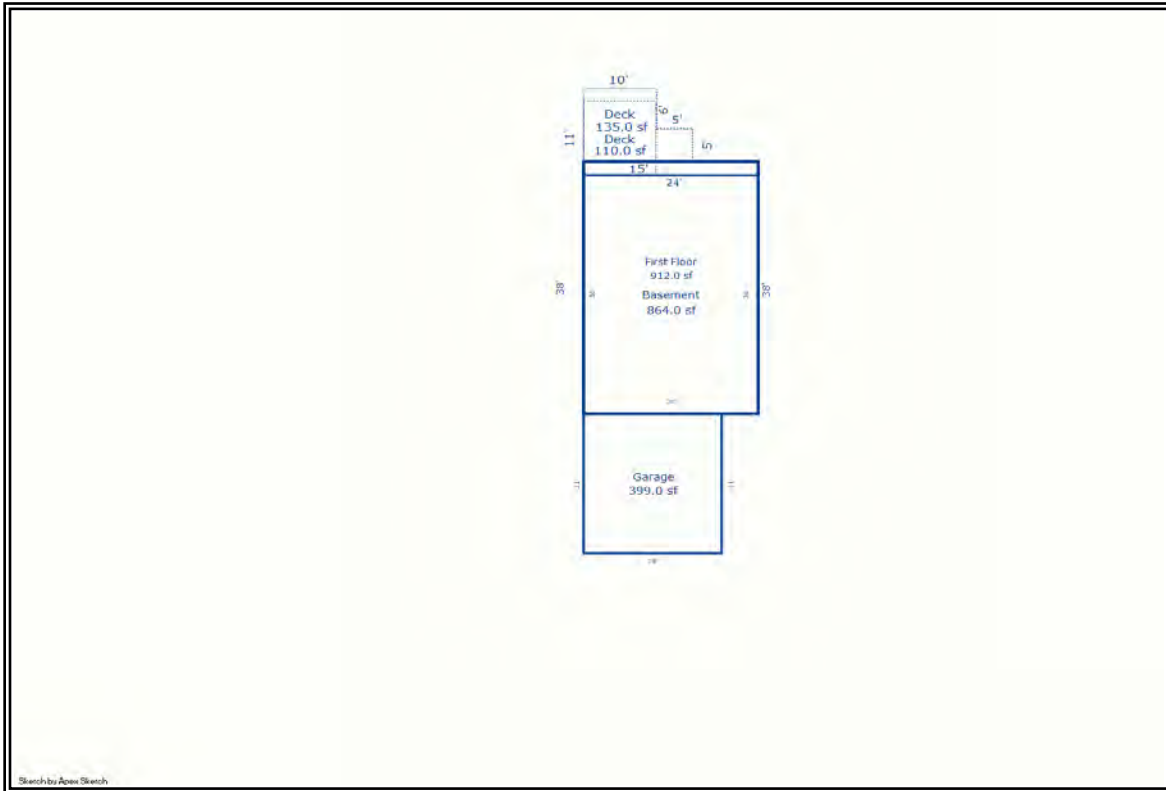 10'
Deck
135.0 sf
Deck
110.0 sf
11'
6'
5'
5'
15'
24'
First Floor
912.0 sf
Basement
864.0 sf
38'
38'
Garage
399.0 sf
Sketch by Apex Sketch